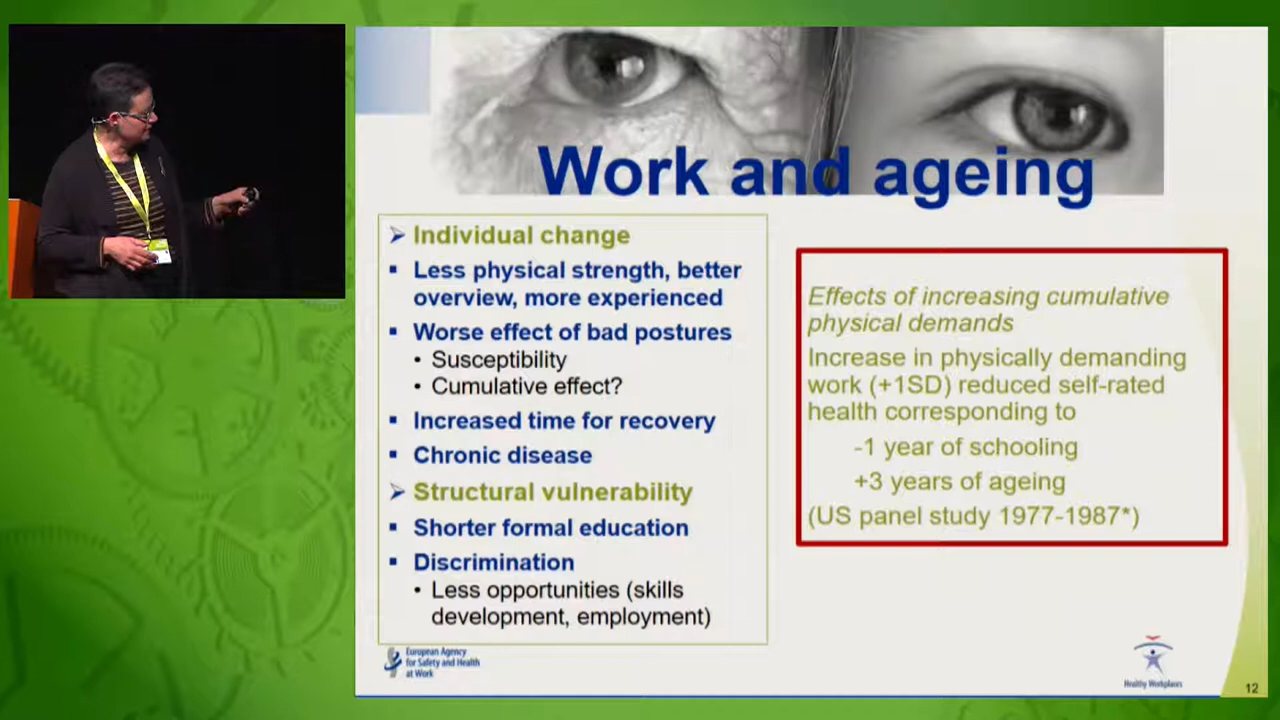 Work and ageing
➢ Individual change
▪ Less physical strength, better
overview, more experienced
▪ Worse effect of bad postures
• Susceptibility
• Cumulative effect?
▪ Increased time for recovery
▪ Chronic disease
➢ Structural vulnerability
▪ Shorter formal education
▪ Discrimination
• Less opportunities (skills
development, employment)
Effects of increasing cumulative
physical demands
Increase in physically demanding
work (+1SD) reduced self-rated
health corresponding to
-1 year of schooling
+3 years of ageing
(US panel study 1977-1987*)
European Agency
for Safety and Health
at Work
Healthy Workplaces
12